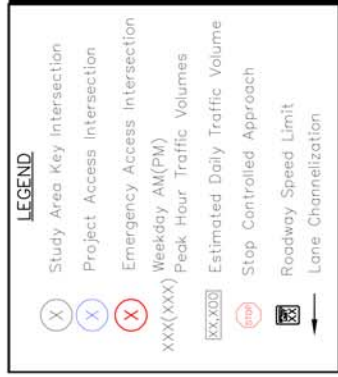 LEGEND
X Study Area Key Intersection
X Project Access Intersection
X Emergency Access Intersection
XXX(XXX) Weekday AM(PM)
Peak Hour Traffic Volumes
XX,X00 Estimated Daily Traffic Volume
STOP Stop Controlled Approach
Roadway Speed Limit
Lane Channelization